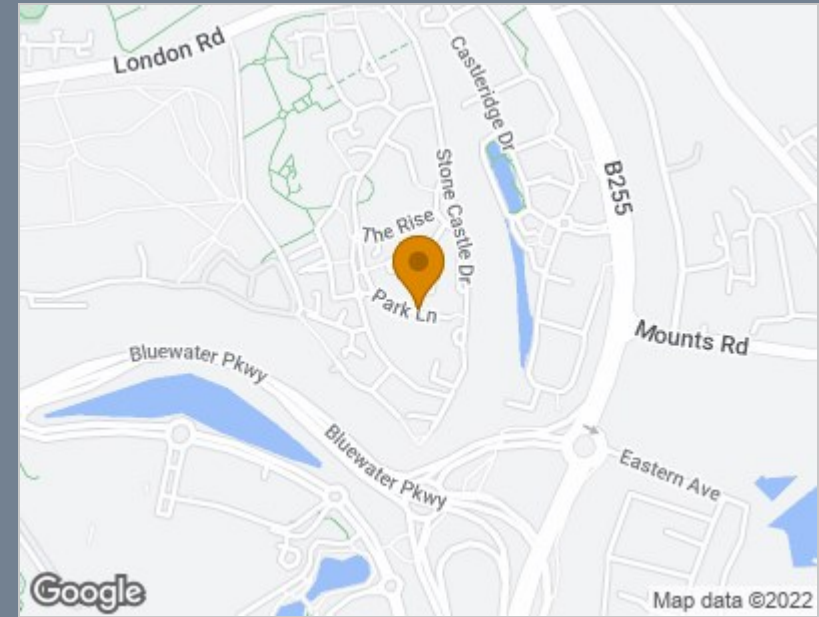 London Rd
Castleridge Dr
Stone Castle Dr
B255
The Rise
Park Ln
Mounts Rd
Bluewater Pkwy
Bluewater Pkwy
Eastern Ave
Google
Map data ©2022